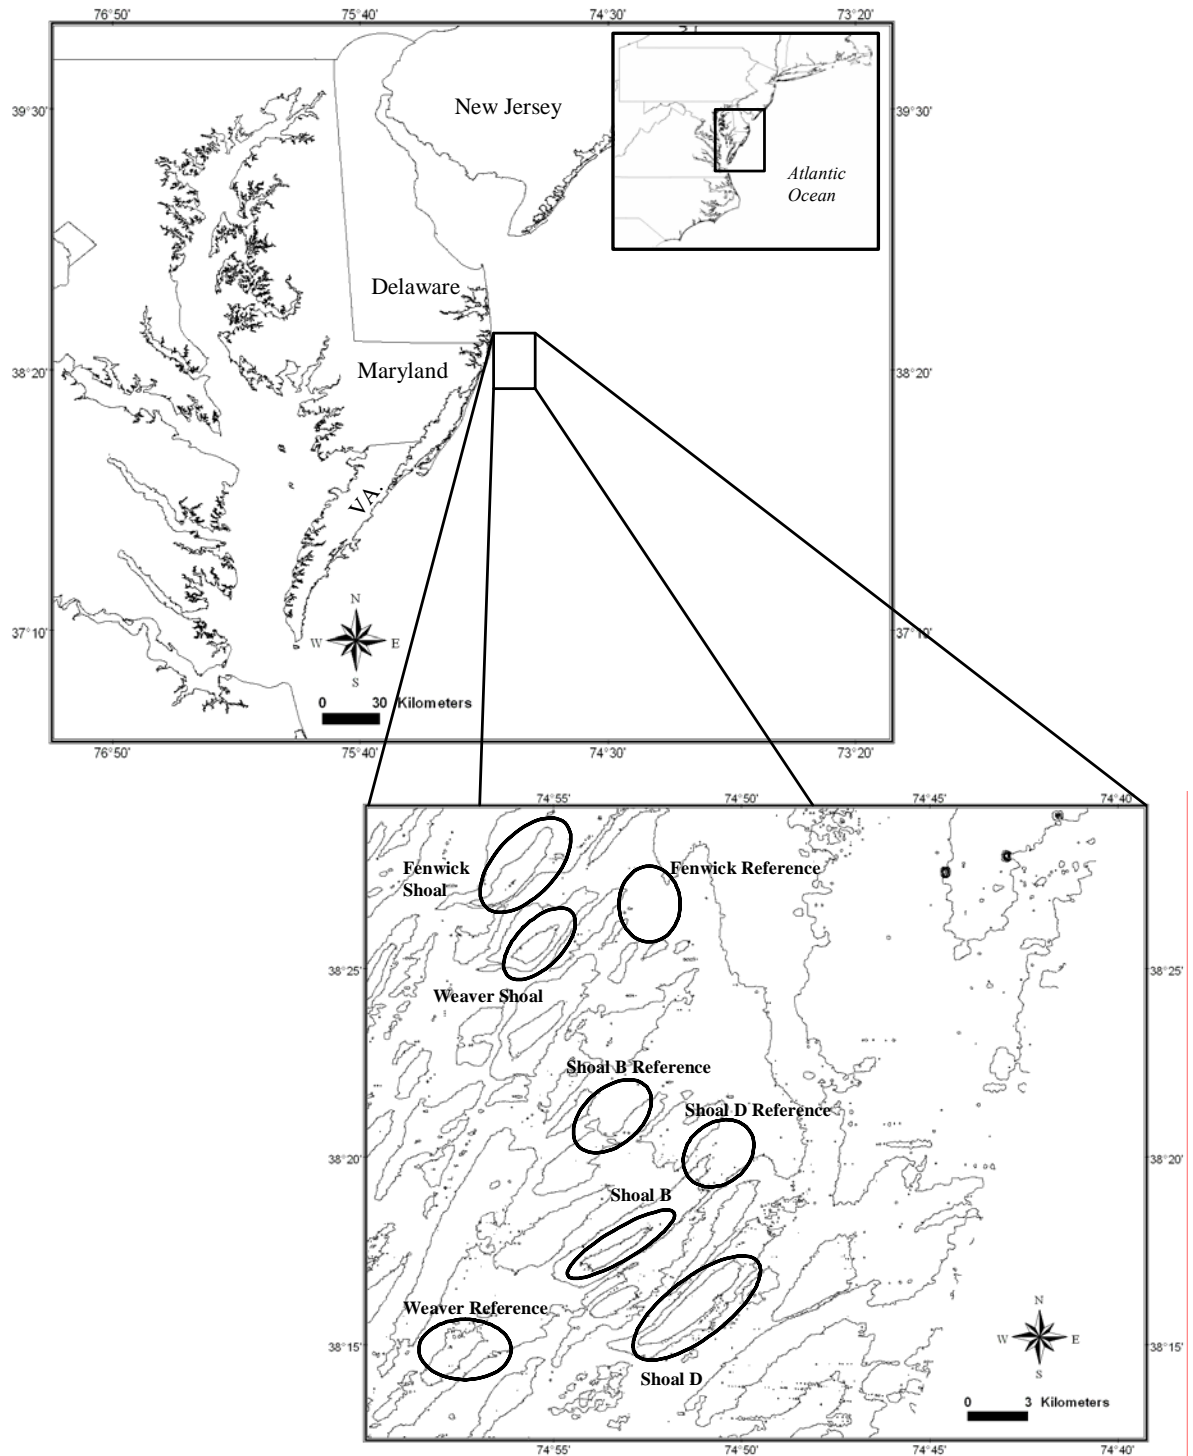 76°50'
75°40'
74°30'
73°20'
39°30'
39°30'
New Jersey
Atlantic
Ocean
Delaware
38°20'
38°20'
Maryland
VA.
N
W
E
S
37°10'
37°10'
0
30 Kilometers
76°50'
75°40'
74°30'
73°20'
74°55'
74°50'
74°45'
74°40'
Fenwick
Shoal
Fenwick Reference
38°25'
38°25'
Weaver Shoal
Shoal B Reference
Shoal D Reference
38°20'
38°20'
Shoal B
Weaver Reference
N
W
E
S
38°15'
38°15'
Shoal D
0
3 Kilometers
74°55'
74°50'
74°45'
74°40'